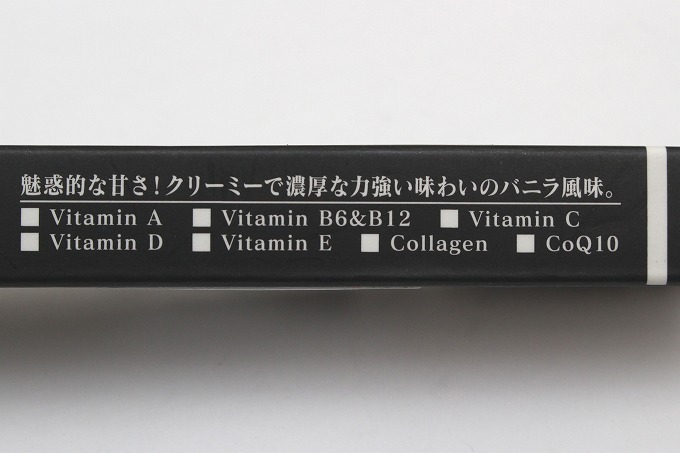 魅惑的な甘さ!クリーミーで濃厚な力強い味わいのバニラ風味。
■ Vitamin A ■ Vitamin B6&B12 ■ Vitamin C
■ Vitamin D ■ Vitamin E ■ Collagen ■ CoQ10